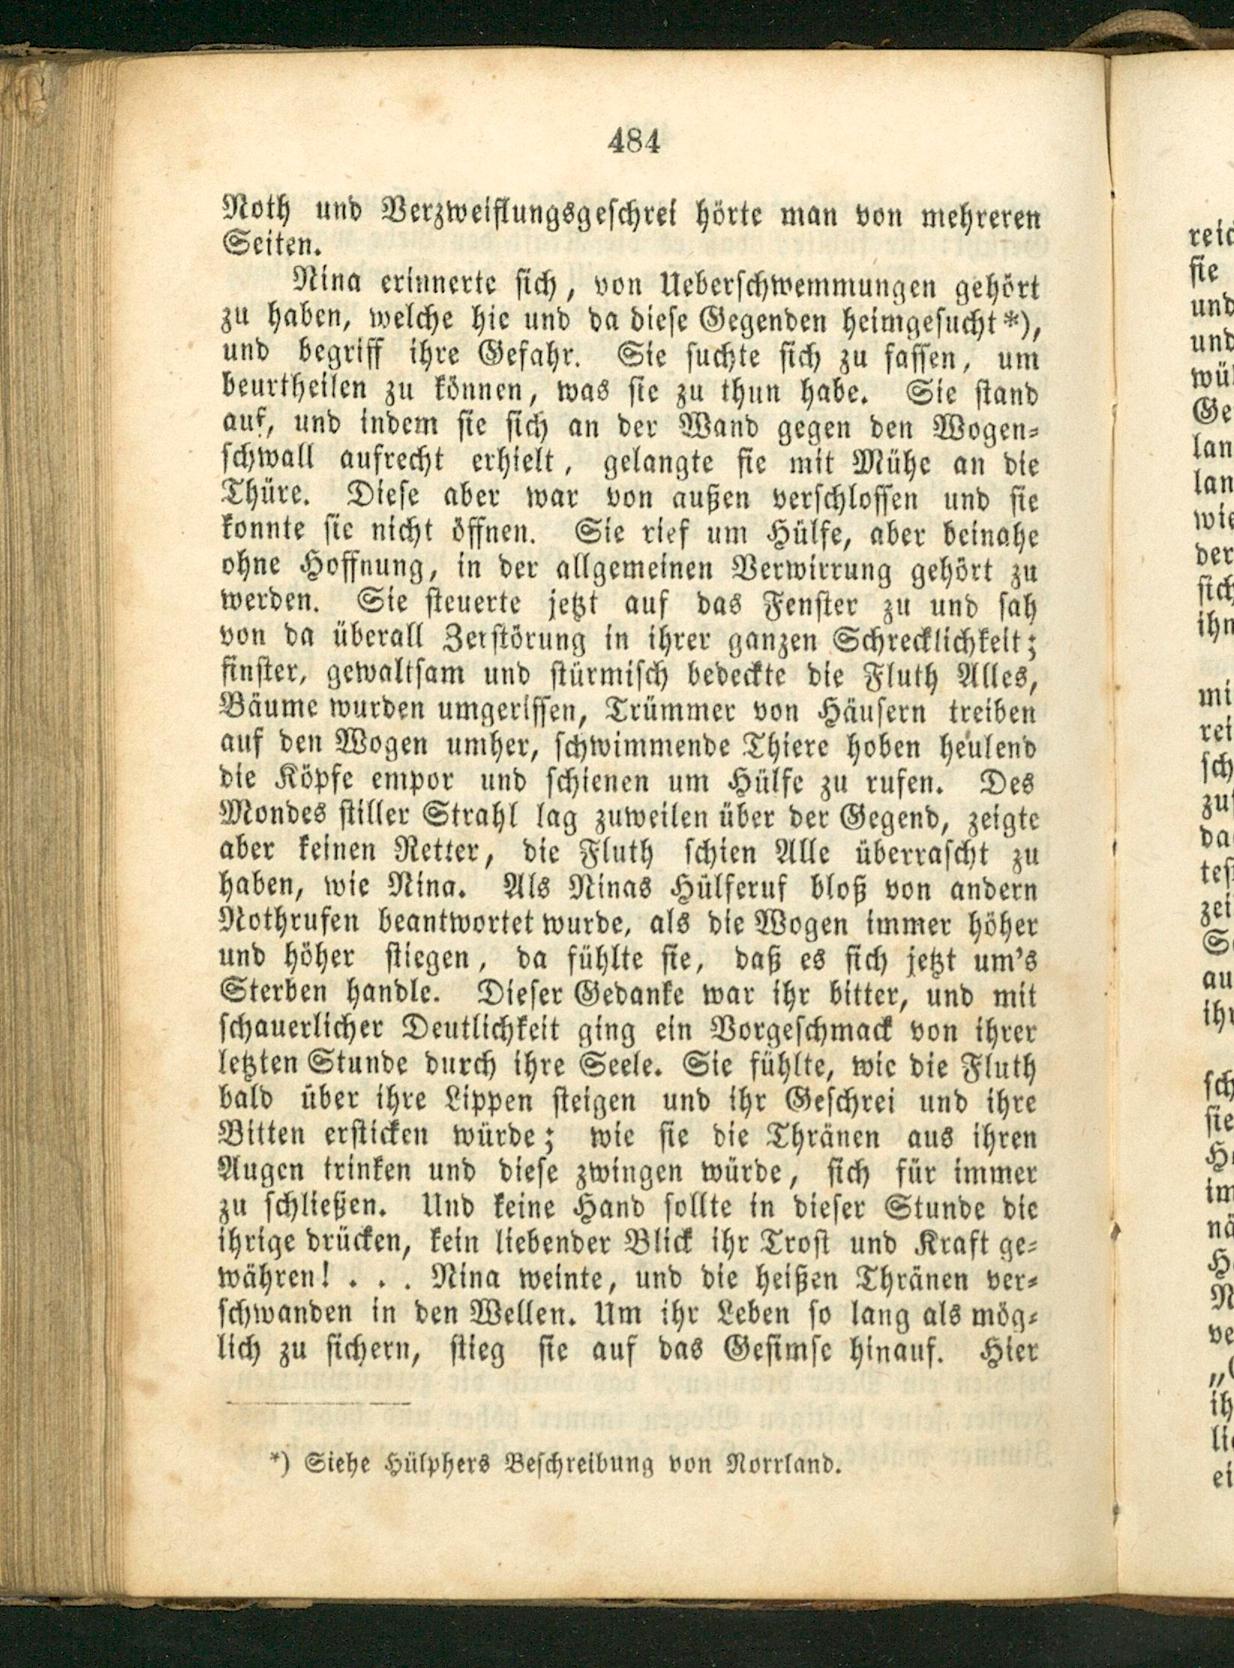 484
Noth und Verzweiflungsgeschrei hörte man von mehreren
Seiten.
Nina erinnerte sich, von Ueberschwemmungen gehört
zu haben, welche hie und da diese Gegenden heimgesucht*),
und begriff ihre Gefahr. Sie suchte sich zu fassen, um
beurtheilen zu können, was sie zu thun habe. Sie stand
auf, und indem sie sich an der Wand gegen den Wogen-
schwall aufrecht erhielt, gelangte sie mit Mühe an die
Thüre. Diese aber war von außen verschlossen und sie
konnte sie nicht öffnen. Sie rief um Hülfe, aber beinahe
ohne Hoffnung, in der allgemeinen Verwirrung gehört zu
werden. Sie steuerte jetzt auf das Fenster zu und sah
von da überall Zerstörung in ihrer ganzen Schrecklichkeit;
finster, gewaltsam und stürmisch bedeckte die Fluth Alles,
Bäume wurden umgerissen, Trümmer von Häusern treiben
auf den Wogen umher, schwimmende Thiere hoben heulend
die Köpfe empor und schienen um Hülfe zu rufen. Des
Mondes stiller Strahl lag zuweilen über der Gegend, zeigte
aber keinen Retter, die Fluth schien Alle überrascht zu
haben, wie Nina. Als Ninas Hülferuf bloß von andern
Nothrufen beantwortet wurde, als die Wogen immer höher
und höher stiegen, da fühlte sie, daß es sich jetzt um's
Sterben handle. Dieser Gedanke war ihr bitter, und mit
schauerlicher Deutlichkeit ging ein Vorgeschmack von ihrer
letzten Stunde durch ihre Seele. Sie fühlte, wie die Fluth
bald über ihre Lippen steigen und ihr Geschrei und ihre
Bitten ersticken würde; wie sie die Thränen aus ihren
Augen trinken und diese zwingen würde, sich für immer
zu schließen. Und keine Hand sollte in dieser Stunde die
ihrige drücken, kein liebender Blick ihr Trost und Kraft ge-
währen! . . . Nina weinte, und die heißen Thränen ver-
schwanden in den Wellen. Um ihr Leben so lang als mög-
lich zu sichern, stieg sie auf das Gesimse hinauf. Hier
*) Siehe Hülphers Beschreibung von Norrland.